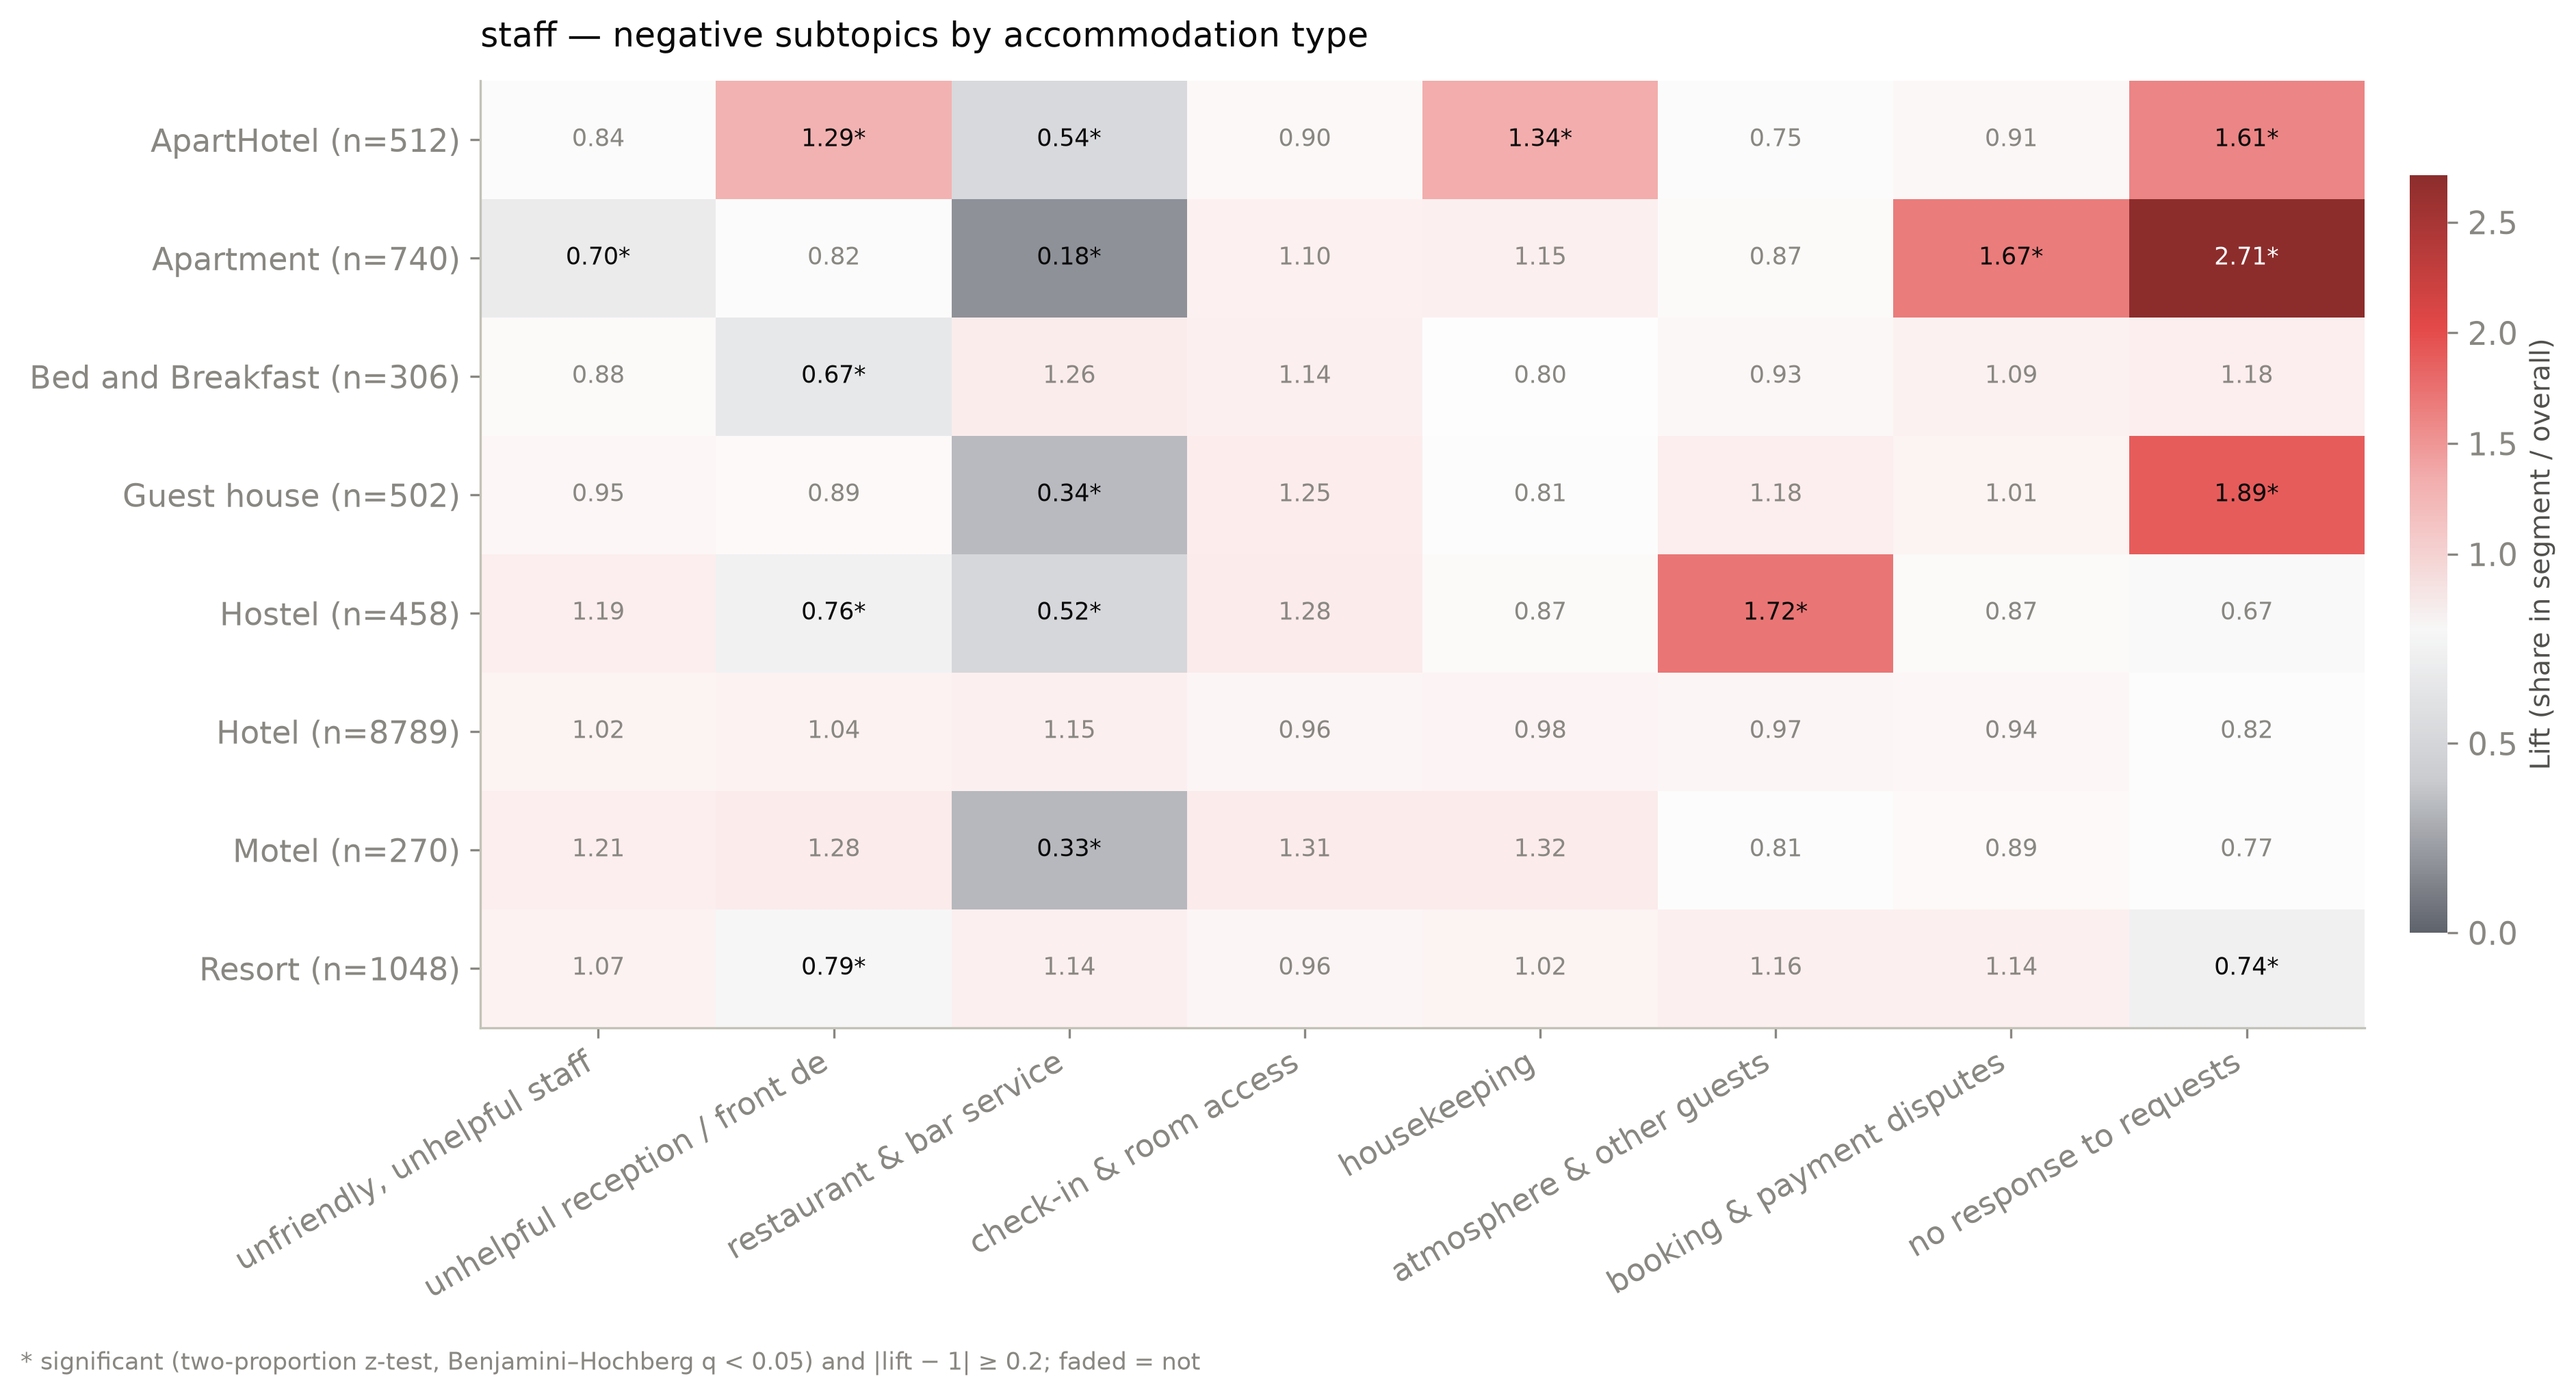 staff — negative subtopics by accommodation type
ApartHotel (n=512) 0.84 1.29* 0.54* 0.90 1.34* 0.75 0.91 1.61*
Apartment (n=740) 0.70* 0.82 0.18* 1.10 1.15 0.87 1.67* 2.71*
Bed and Breakfast (n=306) 0.88 0.67* 1.26 1.14 0.80 0.93 1.09 1.18
Guest house (n=502) 0.95 0.89 0.34* 1.25 0.81 1.18 1.01 1.89*
Hostel (n=458) 1.19 0.76* 0.52* 1.28 0.87 1.72* 0.87 0.67
Hotel (n=8789) 1.02 1.04 1.15 0.96 0.98 0.97 0.94 0.82
Motel (n=270) 1.21 1.28 0.33* 1.31 1.32 0.81 0.89 0.77
Resort (n=1048) 1.07 0.79* 1.14 0.96 1.02 1.16 1.14 0.74*
unfriendly, unhelpful staff
unhelpful reception / front de
restaurant & bar service
check-in & room access
housekeeping
atmosphere & other guests
booking & payment disputes
no response to requests
2.5
2.0
1.5
1.0
0.5
0.0
Lift (share in segment / overall)
* significant (two-proportion z-test, Benjamini–Hochberg q < 0.05) and |lift − 1| ≥ 0.2; faded = not